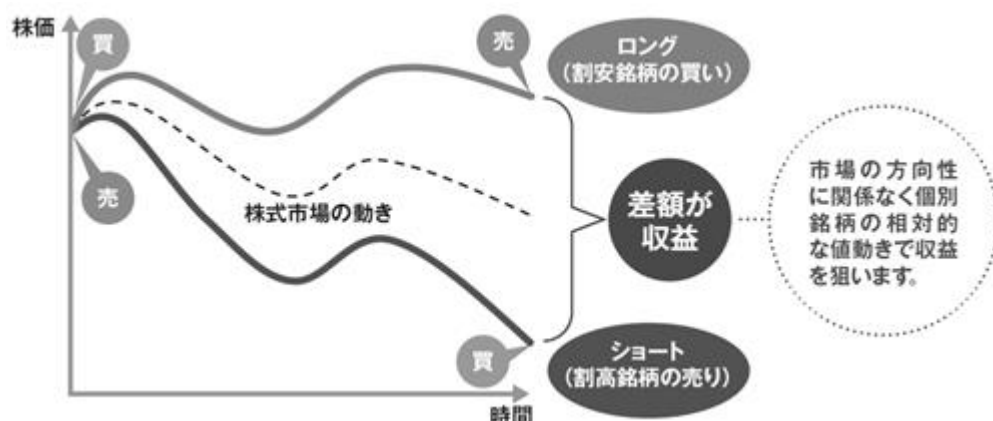 株価
買
売
ロング
(割安銘柄の買い)
売
株式市場の動き
差額が
収益
市場の方向性
に関係なく個別
銘柄の相対的
な値動きで収益
を狙います。
買
ショート
(割高銘柄の売り)
時間